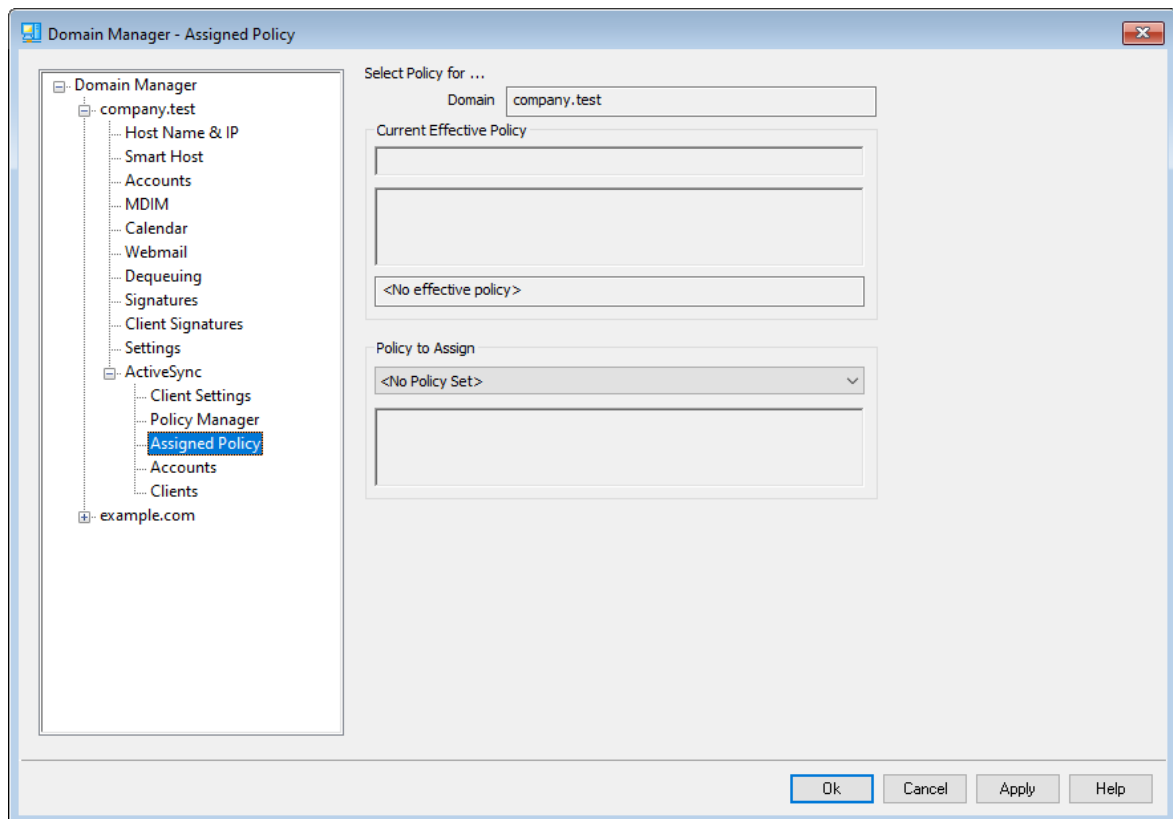 Domain Manager - Assigned Policy
Domain Manager
company.test
Host Name & IP
Smart Host
Accounts
MDIM
Calendar
Webmail
Dequeuing
Signatures
Client Signatures
Settings
ActiveSync
Client Settings
Policy Manager
Assigned Policy
Accounts
Clients
example.com
Select Policy for ...
Domain company.test
Current Effective Policy
<No effective policy>
Policy to Assign
<No Policy Set>
Ok Cancel Apply Help